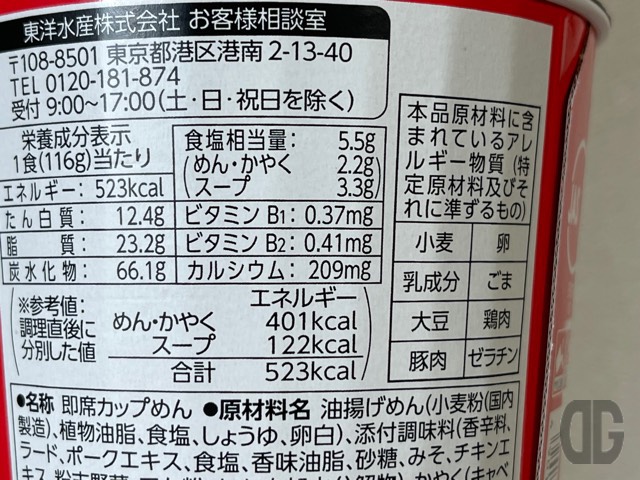 東洋水産株式会社 お客様相談室
〒108-8501 東京都港区港南2-13-40
TEL 0120-181-874
受付 9:00~17:00(土・日・祝日を除く)
栄養成分表示
1食(116g)当たり
エネルギー: 523kcal
たん白質: 12.4g
脂質: 23.2g
炭水化物: 66.1g
食塩相当量: 5.5g
(めん・かやく 2.2g
スープ 3.3g)
ビタミン B1: 0.37mg
ビタミン B2: 0.41mg
カルシウム: 209mg
※参考値:
調理直後に
分別した値
エネルギー
めん・かやく 401kcal
スープ 122kcal
合計 523kcal
本品原材料に含
まれているアレ
ルギー物質(特
定原材料及びそ
れに準ずるもの)
小麦 卵
乳成分 ごま
大豆 鶏肉
豚肉 ゼラチン
●名称 即席カップめん ●原材料名 油揚げめん(小麦粉(国内
製造)、植物油脂、食塩、しょうゆ、卵白)、添付調味料(香辛料、
ラード、ポークエキス、食塩、香味油脂、砂糖、みそ、チキンエ
DG